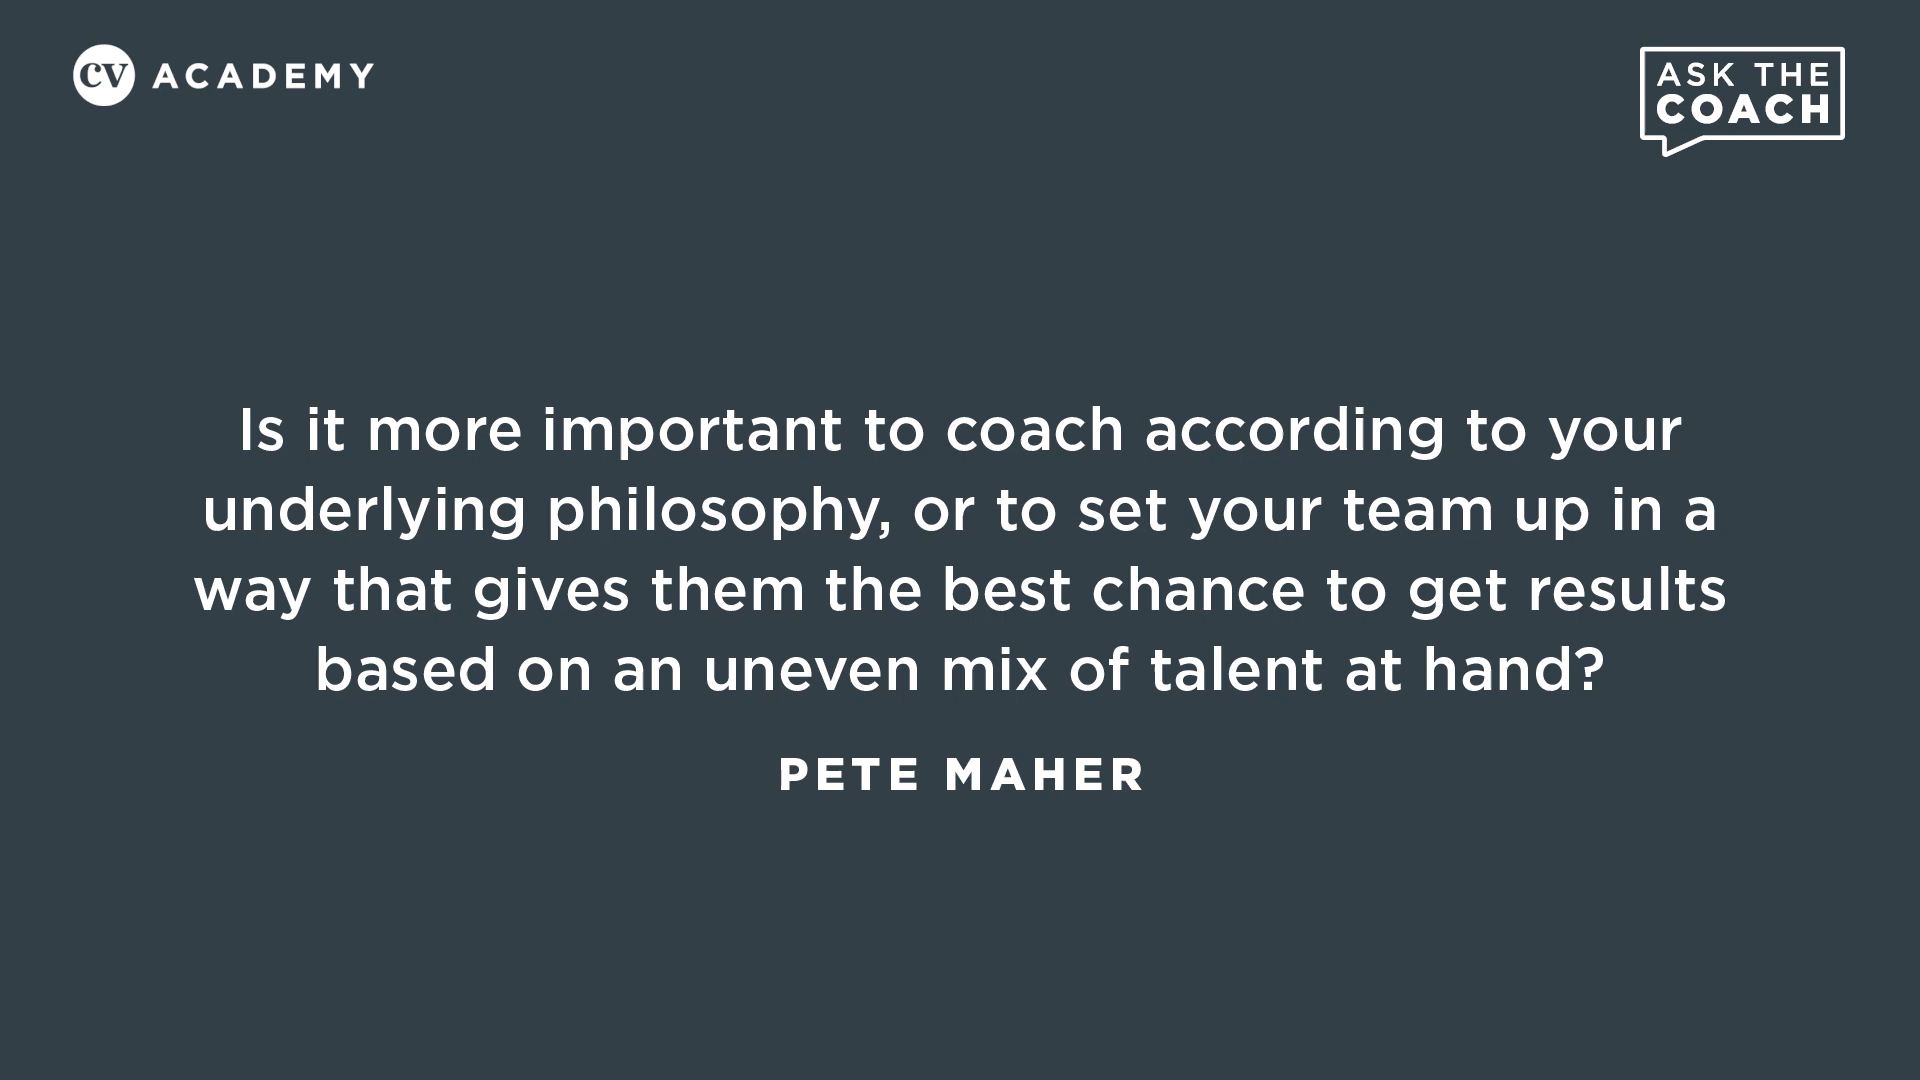 CV ACADEMY
ASK THE
COACH
Is it more important to coach according to your
underlying philosophy, or to set your team up in a
way that gives them the best chance to get results
based on an uneven mix of talent at hand?
PETE MAHER